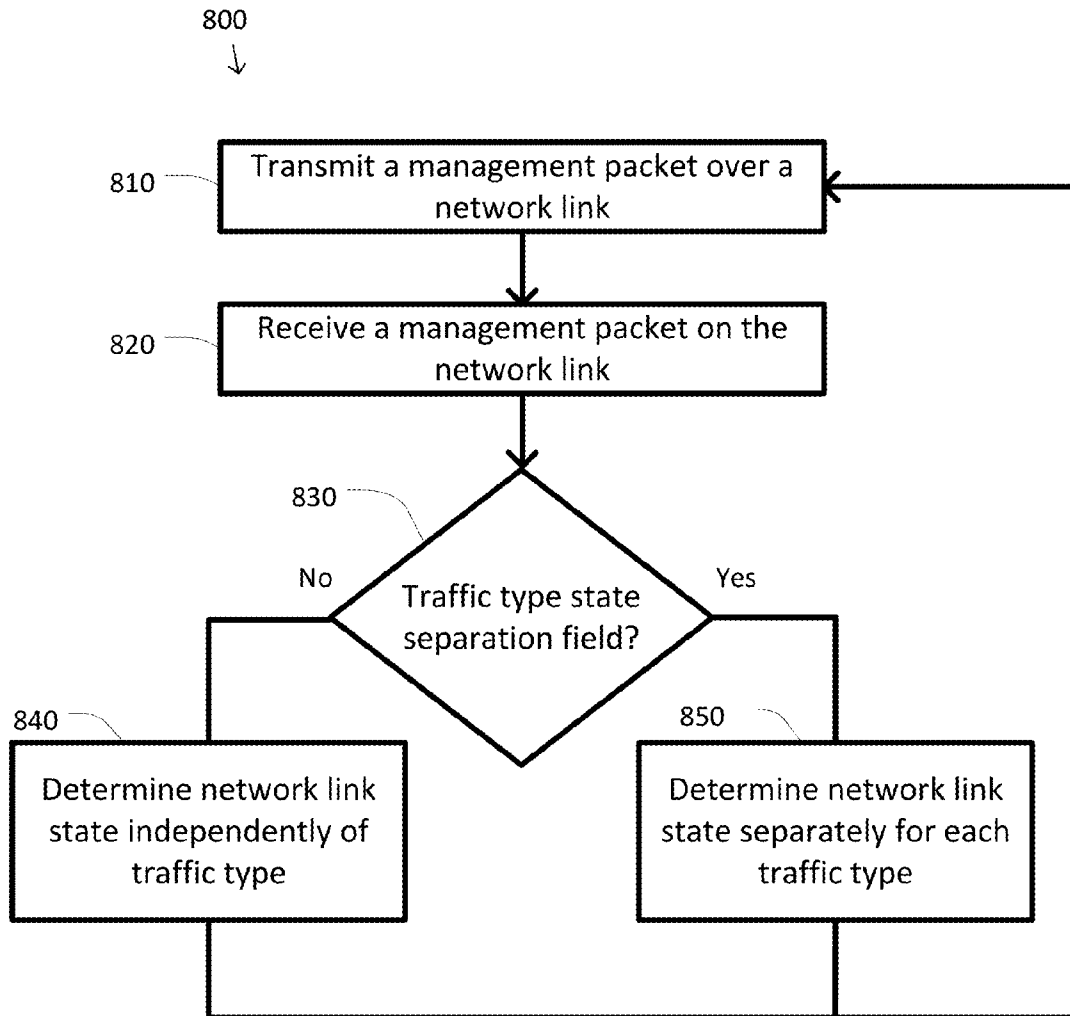 800
810
Transmit a management packet over a
network link
820
Receive a management packet on the
network link
830
No
Yes
Traffic type state
separation field?
840
850
Determine network link
state independently of
traffic type
Determine network link
state separately for each
traffic type